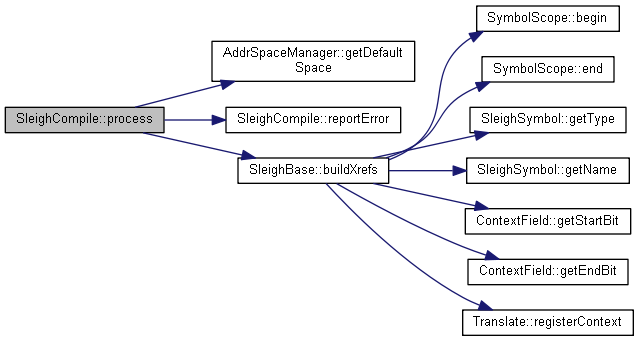 SleighCompile::process
AddrSpaceManager::getDefault
Space
SleighCompile::reportError
SleighBase::buildXrefs
SymbolScope::begin
SymbolScope::end
SleighSymbol::getType
SleighSymbol::getName
ContextField::getStartBit
ContextField::getEndBit
Translate::registerContext